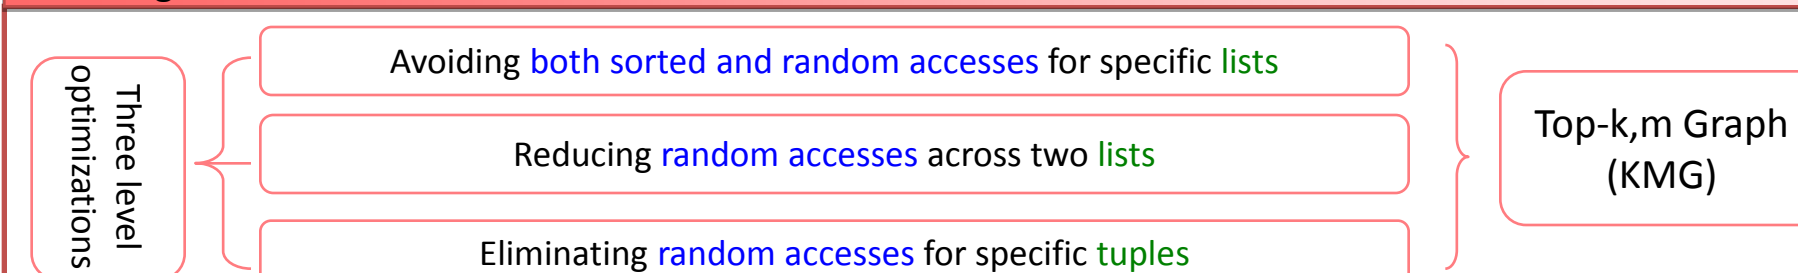 Three level
optimizations
Avoiding both sorted and random accesses for specific lists
Reducing random accesses across two lists
Eliminating random accesses for specific tuples
Top-k,m Graph
(KMG)